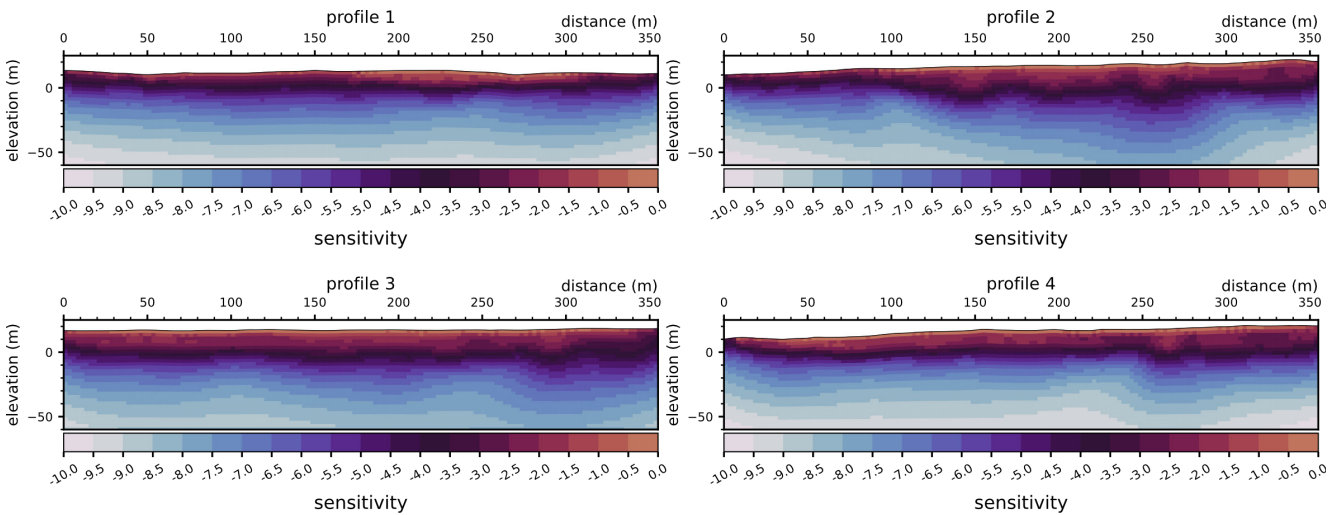 profile 1 distance (m)
0 50 100 150 200 250 300 350
elevation (m)
0
−50
-10.0 -9.5 -9.0 -8.5 -8.0 -7.5 -7.0 -6.5 -6.0 -5.5 -5.0 -4.5 -4.0 -3.5 -3.0 -2.5 -2.0 -1.5 -1.0 -0.5 0.0
sensitivity
profile 2 distance (m)
0 50 100 150 200 250 300 350
elevation (m)
0
−50
-10.0 -9.5 -9.0 -8.5 -8.0 -7.5 -7.0 -6.5 -6.0 -5.5 -5.0 -4.5 -4.0 -3.5 -3.0 -2.5 -2.0 -1.5 -1.0 -0.5 0.0
sensitivity
profile 3 distance (m)
0 50 100 150 200 250 300 350
elevation (m)
0
−50
-10.0 -9.5 -9.0 -8.5 -8.0 -7.5 -7.0 -6.5 -6.0 -5.5 -5.0 -4.5 -4.0 -3.5 -3.0 -2.5 -2.0 -1.5 -1.0 -0.5 0.0
sensitivity
profile 4 distance (m)
0 50 100 150 200 250 300 350
elevation (m)
0
−50
-10.0 -9.5 -9.0 -8.5 -8.0 -7.5 -7.0 -6.5 -6.0 -5.5 -5.0 -4.5 -4.0 -3.5 -3.0 -2.5 -2.0 -1.5 -1.0 -0.5 0.0
sensitivity